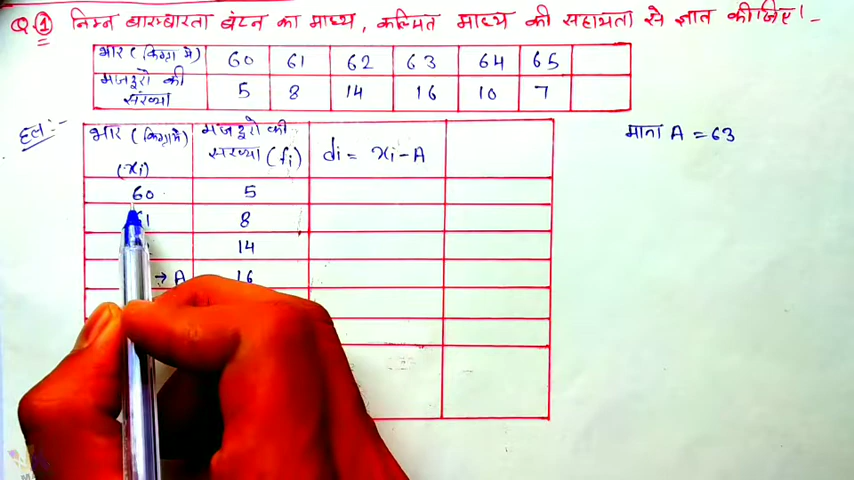 Q.① निम्न बारम्बारता बंटन का माध्य, कल्पित माध्य की सहायता से ज्ञात कीजिए।-
भार (किग्रा मे) 60 61 62 63 64 65
मजदूरो की संख्या 5 8 14 16 10 7
हल:-
भार (किग्रा मे) (xi) मजदूरो की संख्या (fi) di = xi - A
माना A = 63
60 5
61 8
14
→ A 16